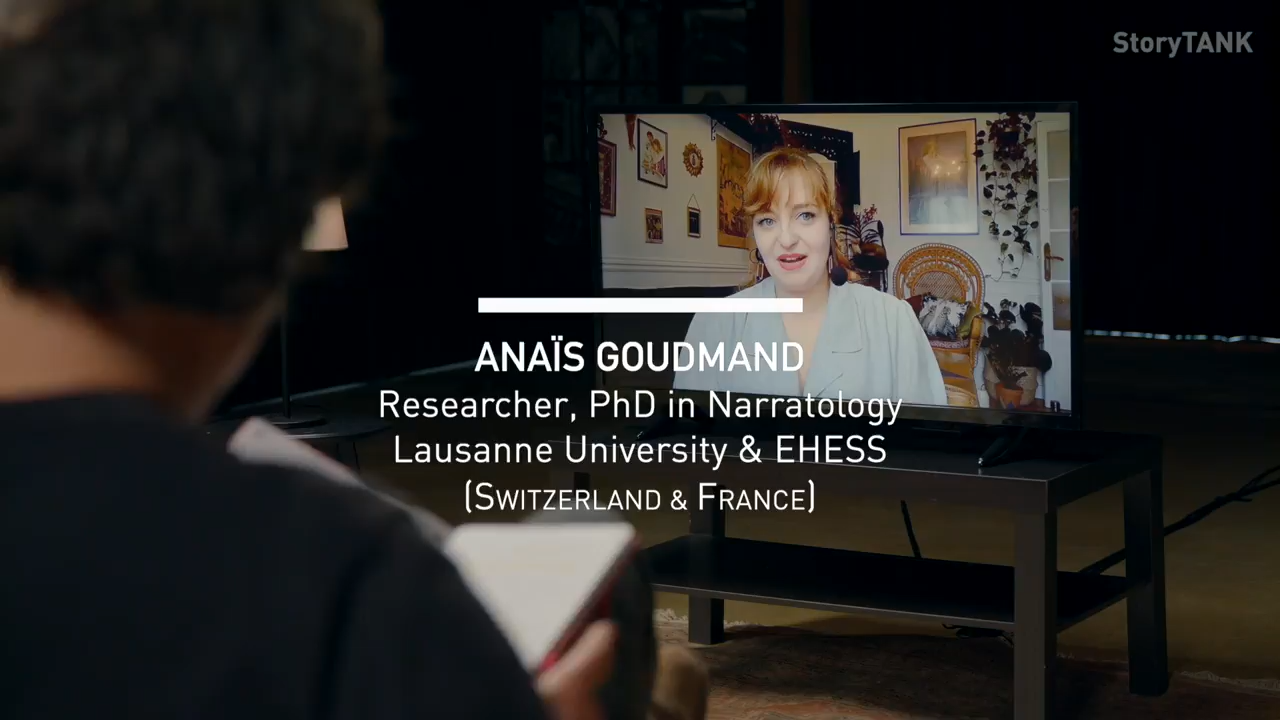 StoryTANK
ANAÏS GOUDMAND
Researcher, PhD in Narratology
Lausanne University & EHESS
(SWITZERLAND & FRANCE)